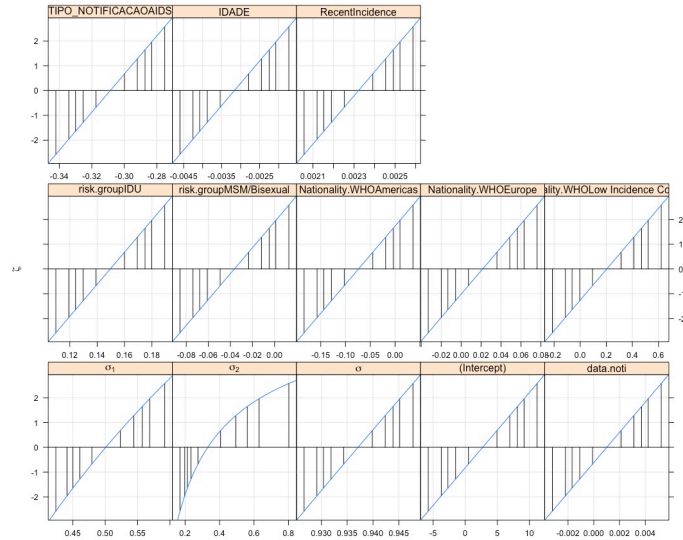 TIPO_NOTIFICACAOAIDS IDADE RecentIncidence
2
1
0
-1
-2
-0.34 -0.32 -0.30 -0.28 -0.0045 -0.0035 -0.0025 0.0021 0.0023 0.0025
risk.groupIDU risk.groupMSM/Bisexual Nationality.WHOAmericas Nationality.WHOEurope ality.WHOLow Incidence Co
2
1
0
-1
-2
ζ
0.12 0.14 0.16 0.18 -0.08 -0.06 -0.04 -0.02 0.00 -0.15 -0.10 -0.05 0.00 -0.02 0.00 0.02 0.04 0.06 0.08 0.2 0.0 0.2 0.4 0.6
σ1 σ2 σ (Intercept) data.noti
2
1
0
-1
-2
0.45 0.50 0.55 0.2 0.4 0.6 0.8 0.930 0.935 0.940 0.945 -5 0 5 10 -0.002 0.000 0.002 0.004